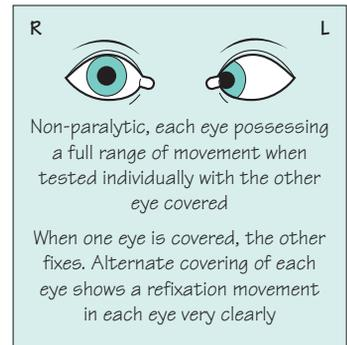 R L
Non-paralytic, each eye possessing
a full range of movement when
tested individually with the other
eye covered
When one eye is covered, the other
fixes. Alternate covering of each
eye shows a refixation movement
in each eye very clearly